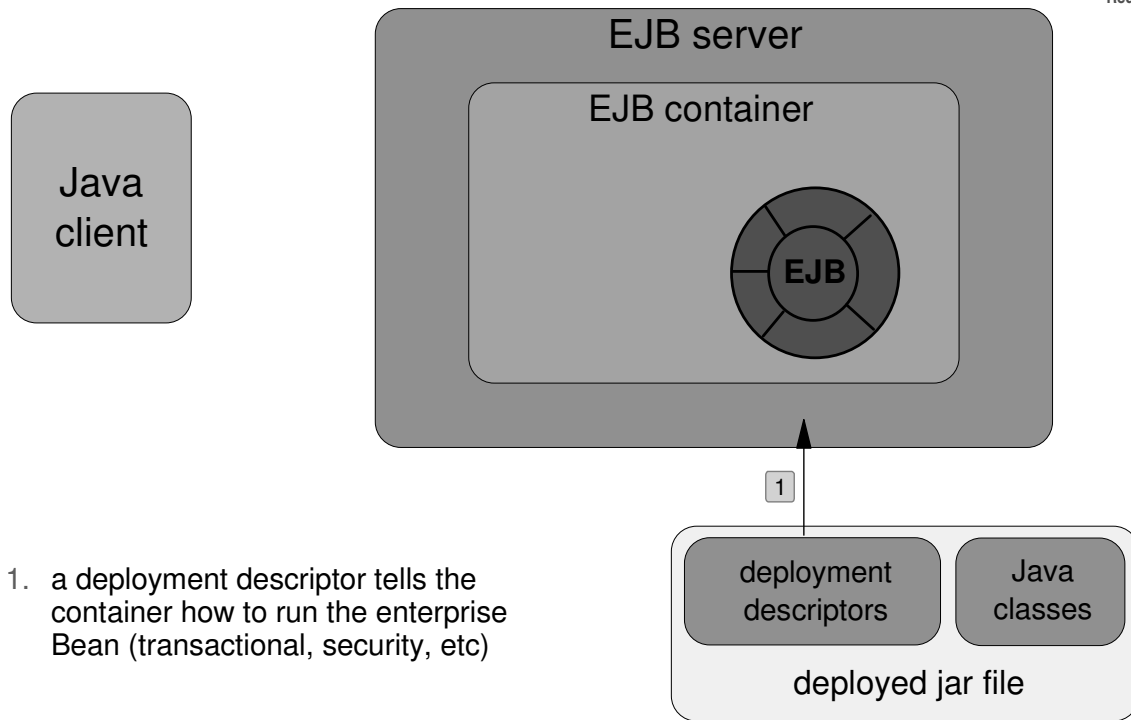 EJB server
EJB container
Java
client
EJB
1
1. a deployment descriptor tells the
container how to run the enterprise
Bean (transactional, security, etc)
deployment
descriptors
Java
classes
deployed jar file